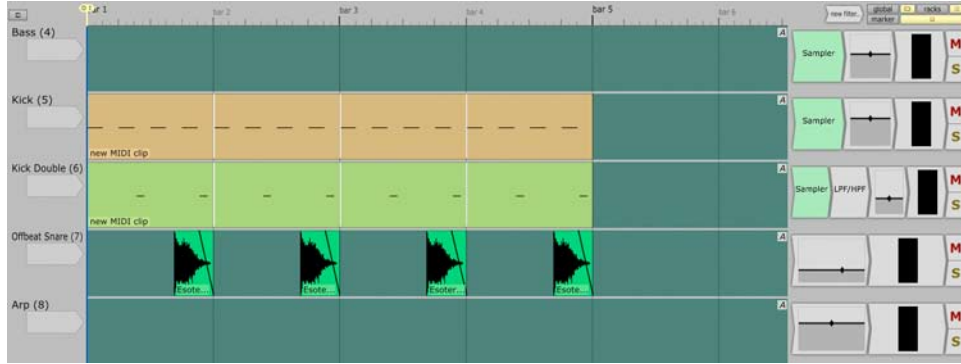 bar 1
bar 2
bar 3
bar 4
bar 5
bar 6
new filter..
global
racks
marker
Bass (4)
A
Sampler
M
S
Kick (5)
new MIDI clip
A
Sampler
M
S
Kick Double (6)
new MIDI clip
A
Sampler
LPF/HPF
M
S
Offbeat Snare (7)
Esote...
Esote...
Esoter...
Esote...
A
M
S
Arp (8)
A
M
S